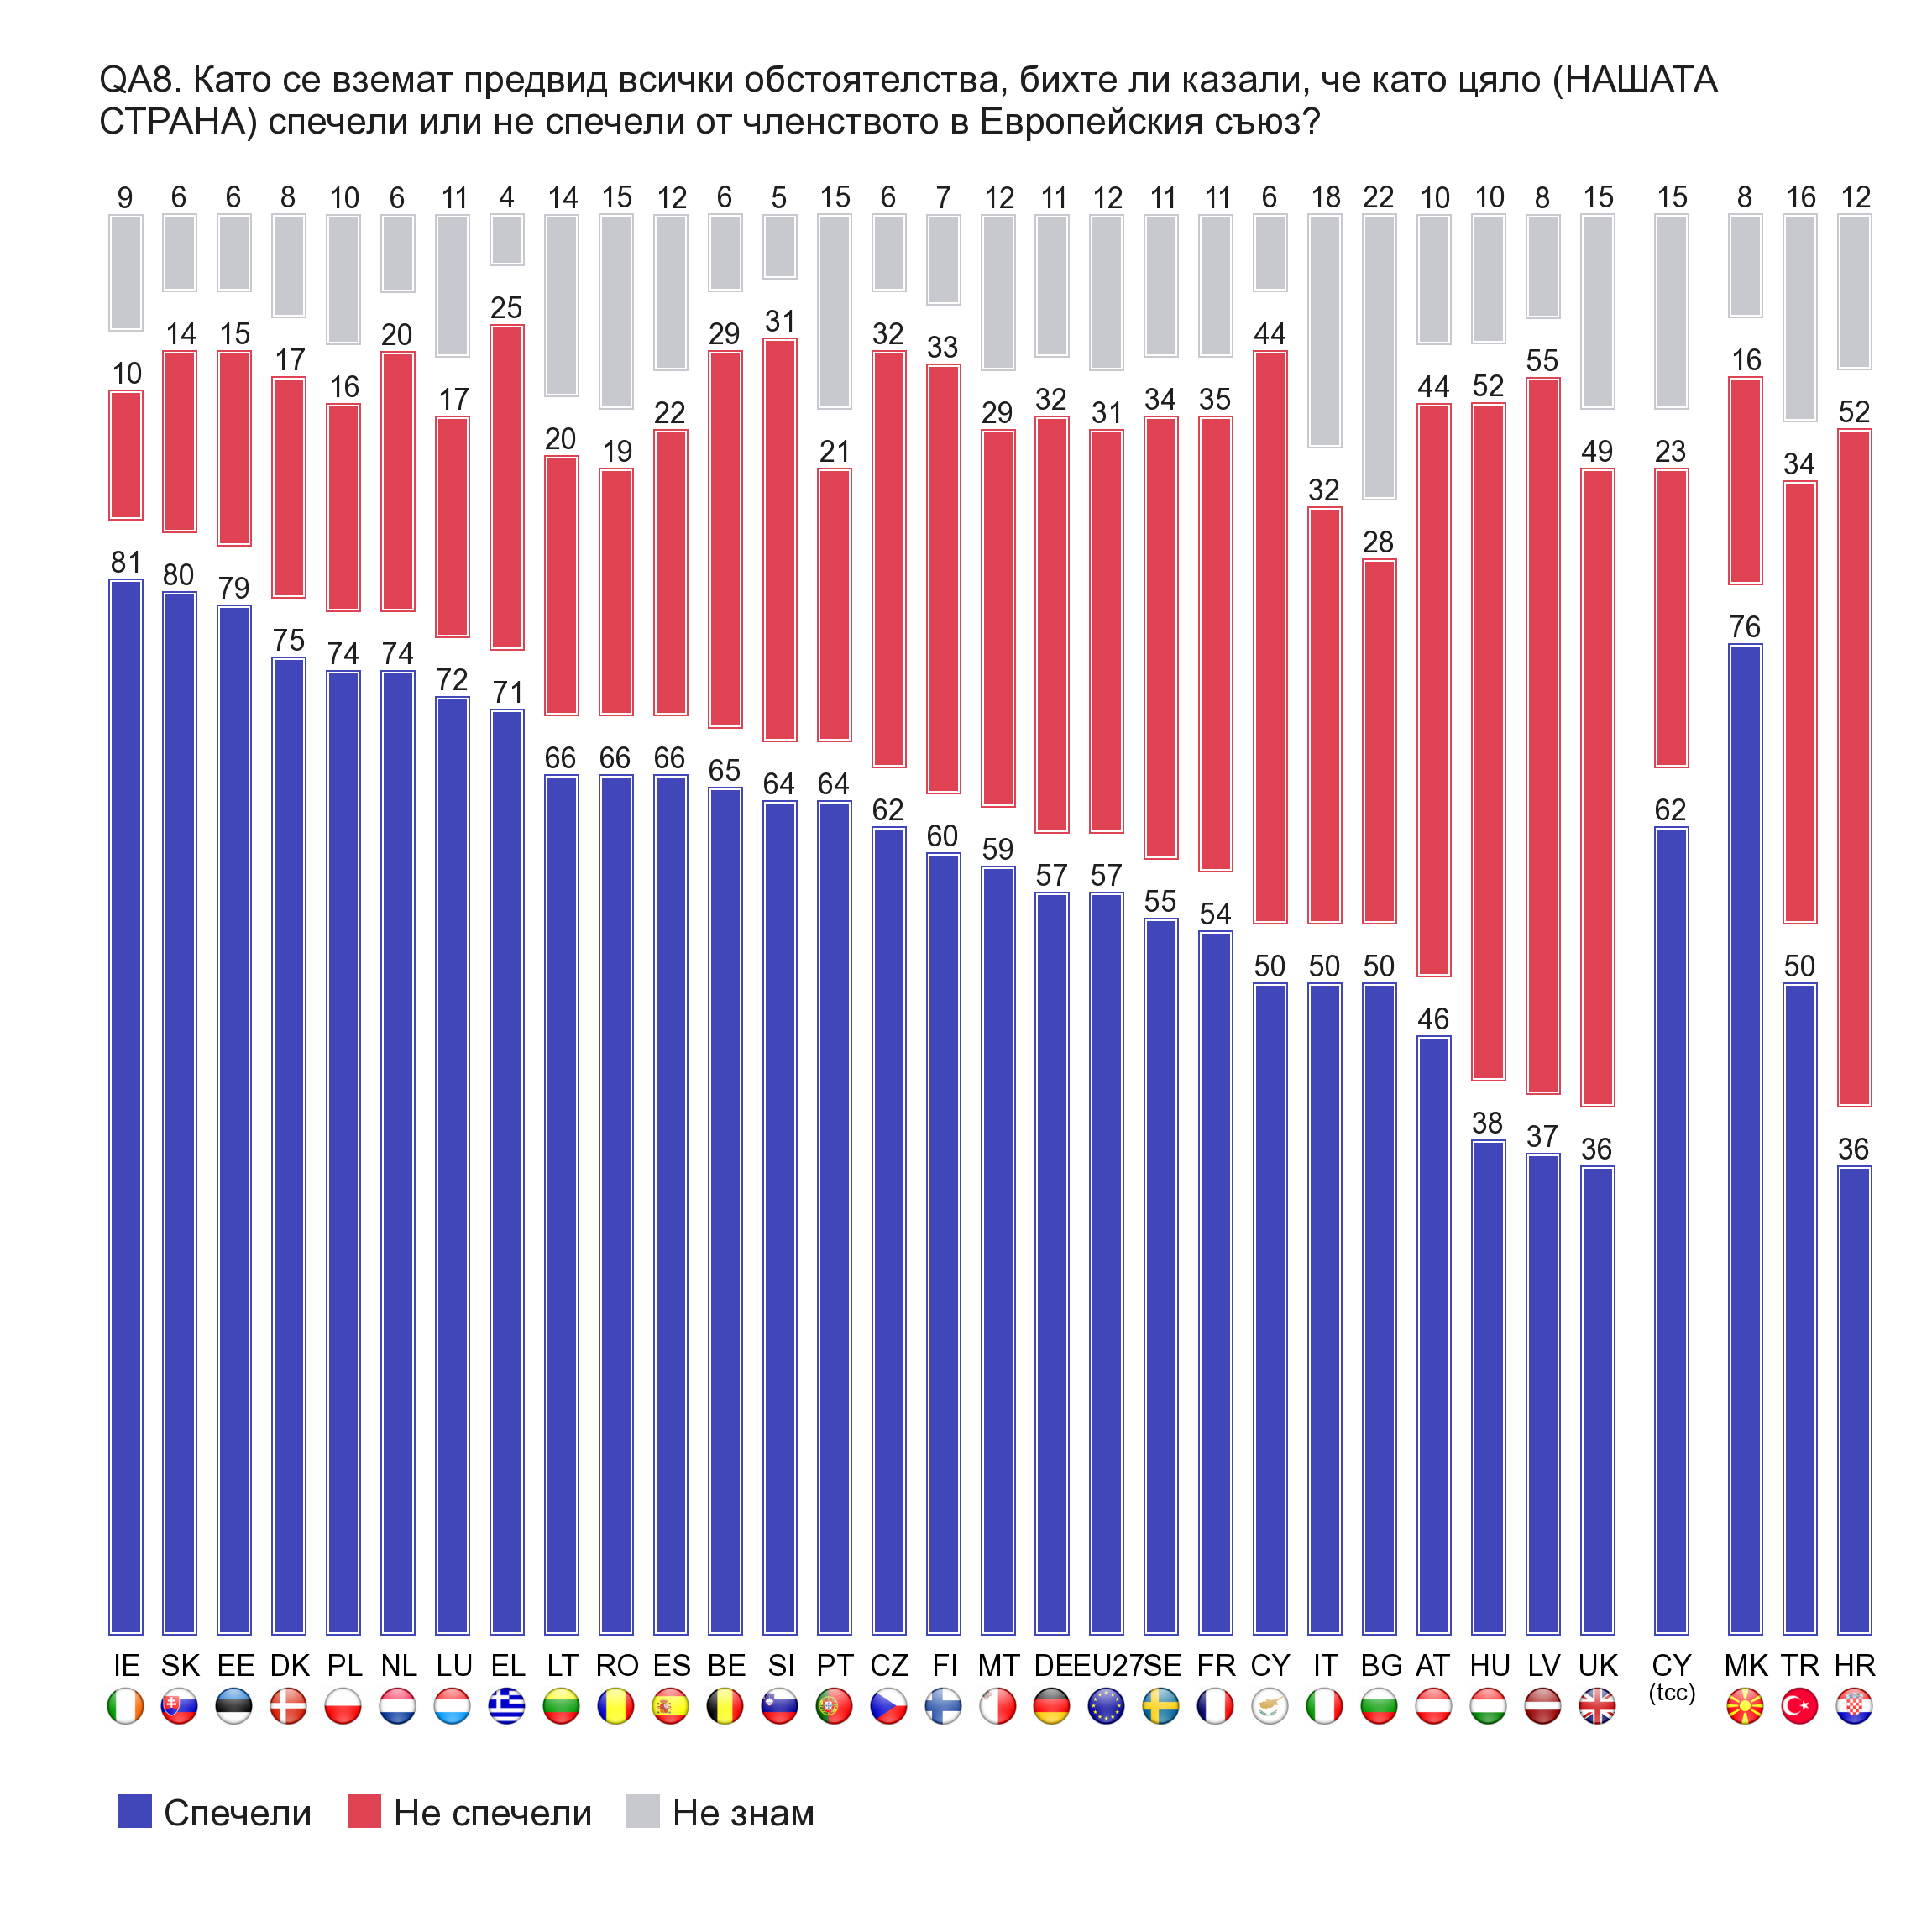 QA8. Като се вземат предвид всички обстоятелства, бихте ли казали, че като цяло (НАШАТА
СТРАНА) спечели или не спечели от членството в Европейския съюз?
9 6 6 8 10 6 11 4 14 15 12 6 5 15 6 7 12 11 12 11 11 6 18 22 10 10 8 15 15 8 16 12
10 14 15 17 16 20 17 25 20 19 22 29 31 21 32 33 29 32 31 34 35 44 32 28 44 52 55 49 23 16 34 52
81 80 79 75 74 74 72 71 66 66 66 65 64 64 62 60 59 57 57 55 54 50 50 50 46 38 37 36 62 76 50 36
IE SK EE DK PL NL LU EL LT RO ES BE SI PT CZ FI MT DE EU27 SE FR CY IT BG AT HU LV UK CY MK TR HR
(tcc)
Спечели Не спечели Не знам